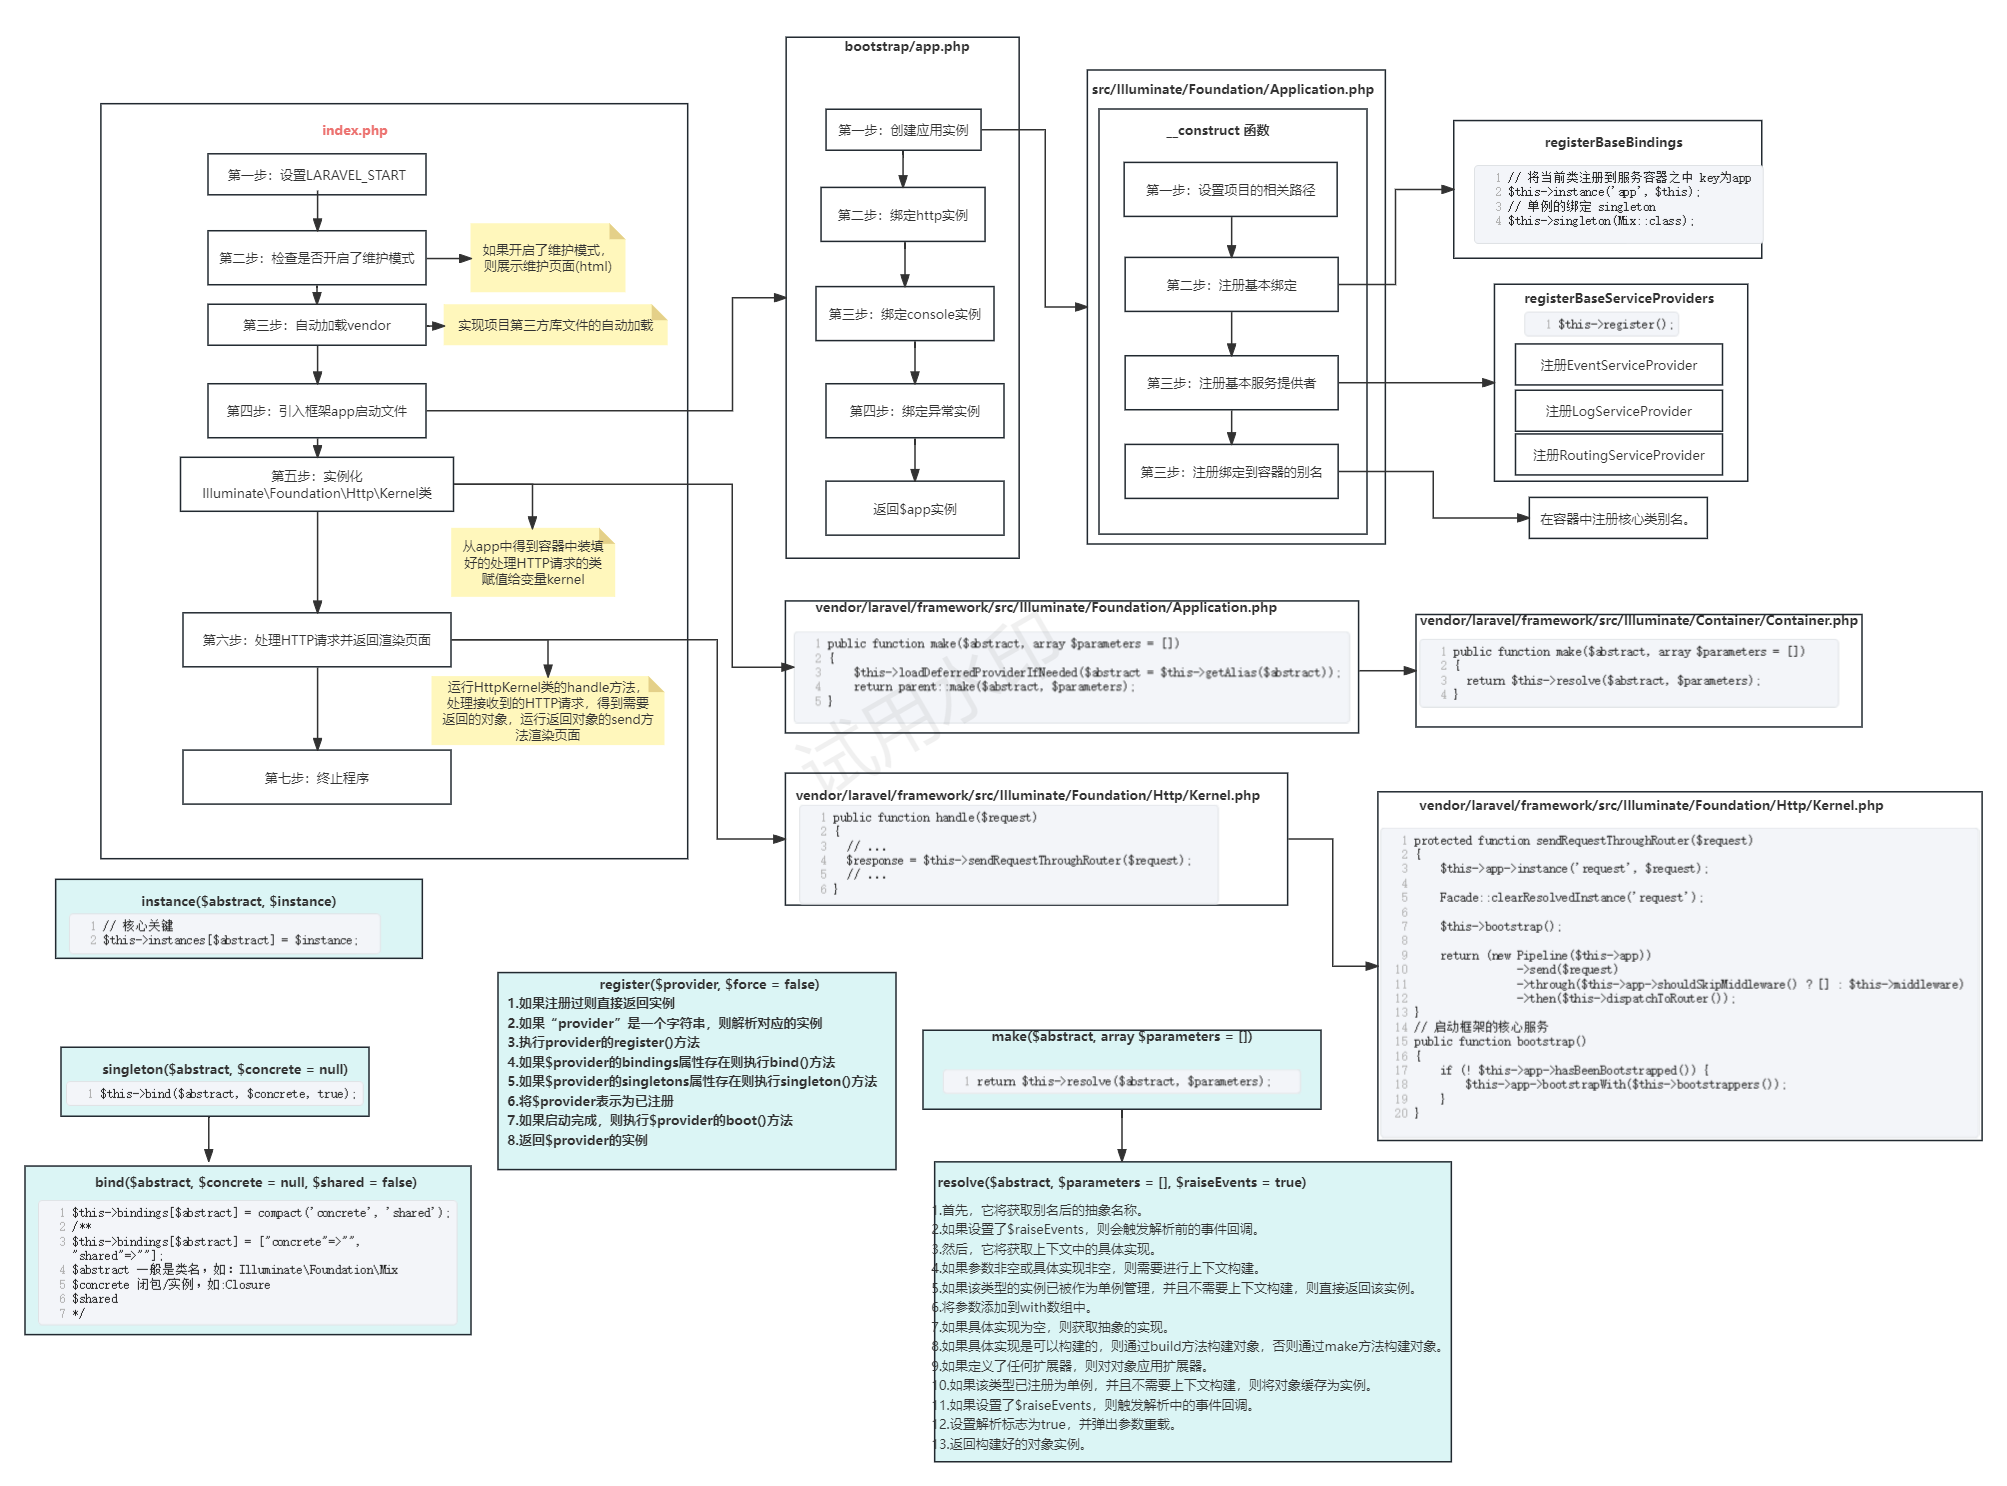 index.php
第一步：设置LARAVEL_START
第二步：检查是否开启了维护模式
如果开启了维护模式，
则展示维护页面(html)
第三步：自动加载vendor
实现项目第三方库文件的自动加载
第四步：引入框架app启动文件
第五步：实例化
Illuminate\Foundation\Http\Kernel类
从app中得到容器中装填
好的处理HTTP请求的类
赋值给变量kernel
第六步：处理HTTP请求并返回渲染页面
运行HttpKernel类的handle方法，
处理接收到的HTTP请求，得到需要
返回的对象，运行返回对象的send方
法渲染页面
第七步：终止程序
bootstrap/app.php
第一步：创建应用实例
第二步：绑定http实例
第三步：绑定console实例
第四步：绑定异常实例
返回$app实例
src/Illuminate/Foundation/Application.php
__construct 函数
第一步：设置项目的相关路径
第二步：注册基本绑定
第三步：注册基本服务提供者
第三步：注册绑定到容器的别名
registerBaseBindings
1 // 将当前类注册到服务容器之中 key为app
2 $this->instance('app', $this);
3 // 单例的绑定 singleton
4 $this->singleton(Mix::class);
registerBaseServiceProviders
1 $this->register();
注册EventServiceProvider
注册LogServiceProvider
注册RoutingServiceProvider
在容器中注册核心类别名。
vendor/laravel/framework/src/Illuminate/Foundation/Application.php
1 public function make($abstract, array $parameters = [])
2 {
3 $this->loadDeferredProviderIfNeeded($abstract = $this->getAlias($abstract));
4 return parent::make($abstract, $parameters);
5 }
vendor/laravel/framework/src/Illuminate/Container/Container.php
1 public function make($abstract, array $parameters = [])
2 {
3 return $this->resolve($abstract, $parameters);
4 }
试用水印
vendor/laravel/framework/src/Illuminate/Foundation/Http/Kernel.php
1 public function handle($request)
2 {
3 // ...
4 $response = $this->sendRequestThroughRouter($request);
5 // ...
6 }
vendor/laravel/framework/src/Illuminate/Foundation/Http/Kernel.php
1 protected function sendRequestThroughRouter($request)
2 {
3 $this->app->instance('request', $request);
4
5 Facade::clearResolvedInstance('request');
6
7 $this->bootstrap();
8
9 return (new Pipeline($this->app))
10 ->send($request)
11 ->through($this->app->shouldSkipMiddleware() ? [] : $this->middleware)
12 ->then($this->dispatchToRouter());
13 }
14 // 启动框架的核心服务
15 public function bootstrap()
16 {
17 if (! $this->app->hasBeenBootstrapped()) {
18 $this->app->bootstrapWith($this->bootstrappers());
19 }
20 }
instance($abstract, $instance)
1 // 核心关键
2 $this->instances[$abstract] = $instance;
singleton($abstract, $concrete = null)
1 $this->bind($abstract, $concrete, true);
bind($abstract, $concrete = null, $shared = false)
1 $this->bindings[$abstract] = compact('concrete', 'shared');
2 /**
3 $this->bindings[$abstract] = ["concrete"=>"",
"shared"=>""];
4 $abstract 一般是类名，如：Illuminate\Foundation\Mix
5 $concrete 闭包/实例，如:Closure
6 $shared
7 */
register($provider, $force = false)
1.如果注册过则直接返回实例
2.如果“provider”是一个字符串，则解析对应的实例
3.执行provider的register()方法
4.如果$provider的bindings属性存在则执行bind()方法
5.如果$provider的singletons属性存在则执行singleton()方法
6.将$provider表示为已注册
7.如果启动完成，则执行$provider的boot()方法
8.返回$provider的实例
make($abstract, array $parameters = [])
1 return $this->resolve($abstract, $parameters);
resolve($abstract, $parameters = [], $raiseEvents = true)
1.首先，它将获取别名后的抽象名称。
2.如果设置了$raiseEvents，则会触发解析前的事件回调。
3.然后，它将获取上下文中的具体实现。
4.如果参数非空或具体实现非空，则需要进行上下文构建。
5.如果该类型的实例已被作为单例管理，并且不需要上下文构建，则直接返回该实例。
6.将参数添加到with数组中。
7.如果具体实现为空，则获取抽象的实现。
8.如果具体实现是可以构建的，则通过build方法构建对象，否则通过make方法构建对象。
9.如果定义了任何扩展器，则对对象应用扩展器。
10.如果该类型已注册为单例，并且不需要上下文构建，则将对象缓存为实例。
11.如果设置了$raiseEvents，则触发解析中的事件回调。
12.设置解析标志为true，并弹出参数重载。
13.返回构建好的对象实例。